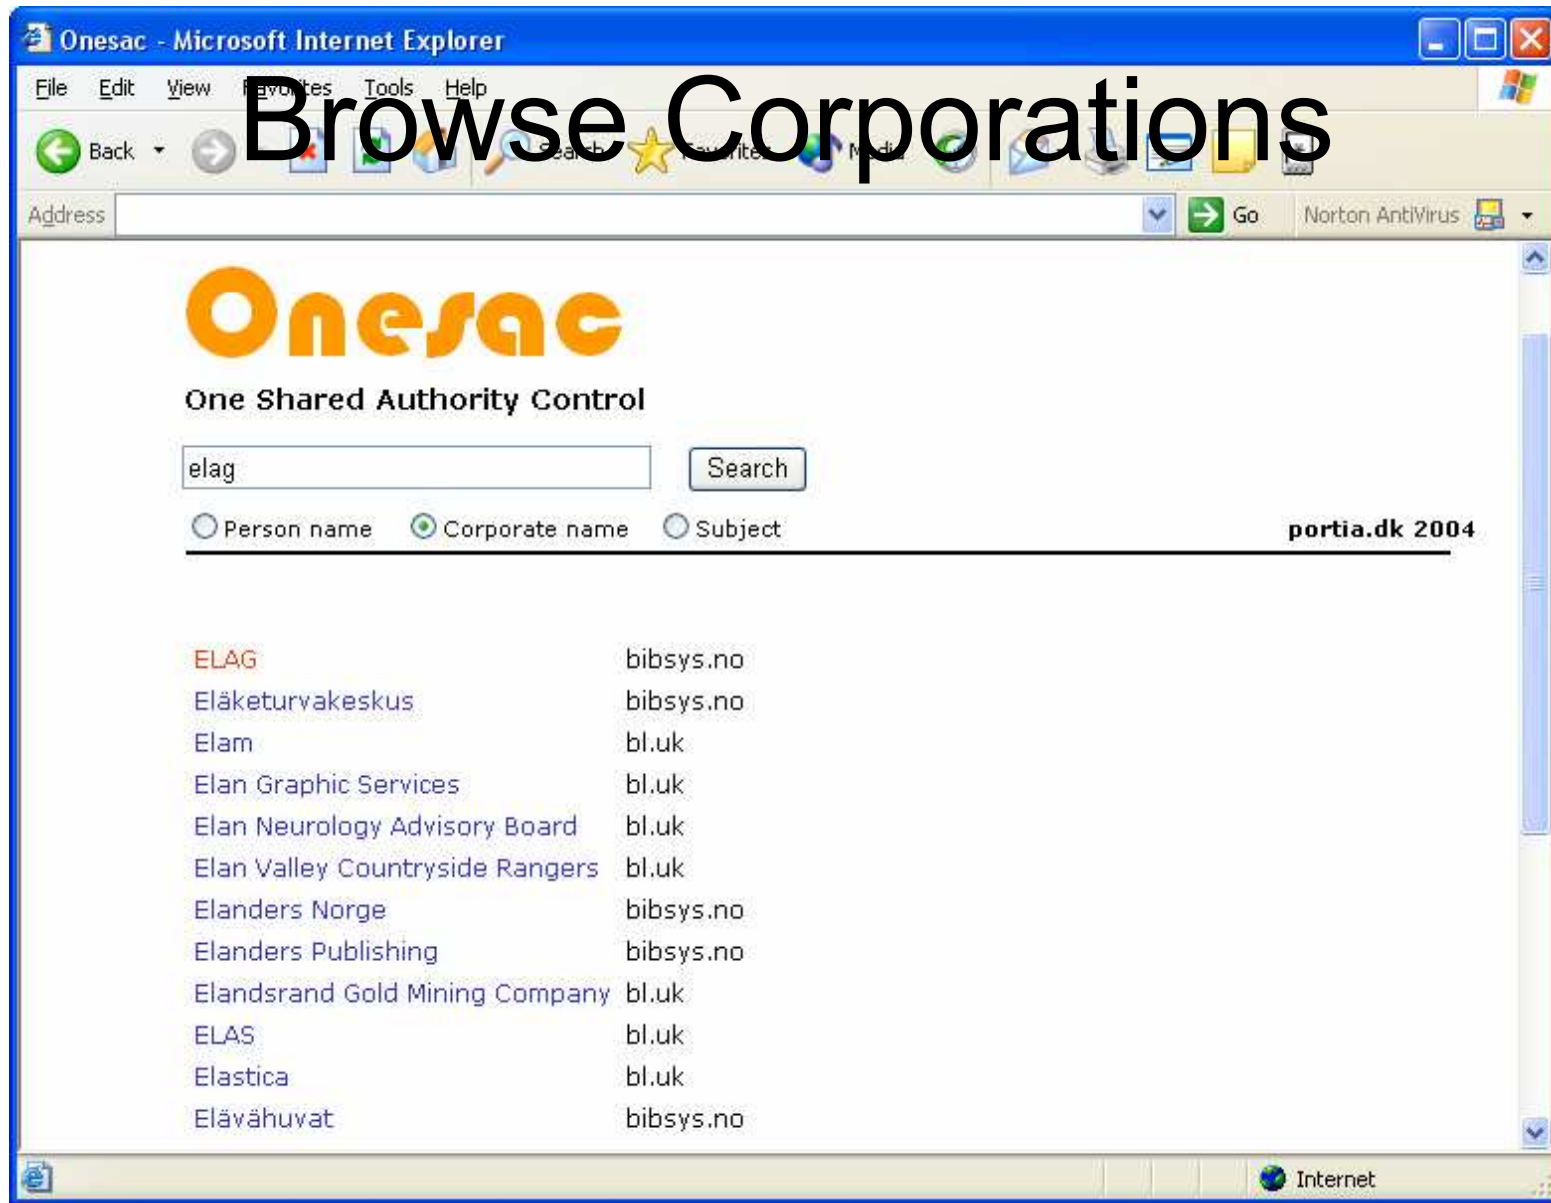 Onesac - Microsoft Internet Explorer
File Edit View Favorites Tools Help
Browse Corporations
Back Search Favorites Media
Address Go Norton AntiVirus
Onesac
One Shared Authority Control
elag Search
Person name Corporate name Subject portia.dk 2004
ELAG bibsys.no
Eläketurvakeskus bibsys.no
Elam bl.uk
Elan Graphic Services bl.uk
Elan Neurology Advisory Board bl.uk
Elan Valley Countryside Rangers bl.uk
Elanders Norge bibsys.no
Elanders Publishing bibsys.no
Elandsrand Gold Mining Company bl.uk
ELAS bl.uk
Elastica bl.uk
Elävähuvat bibsys.no
Internet